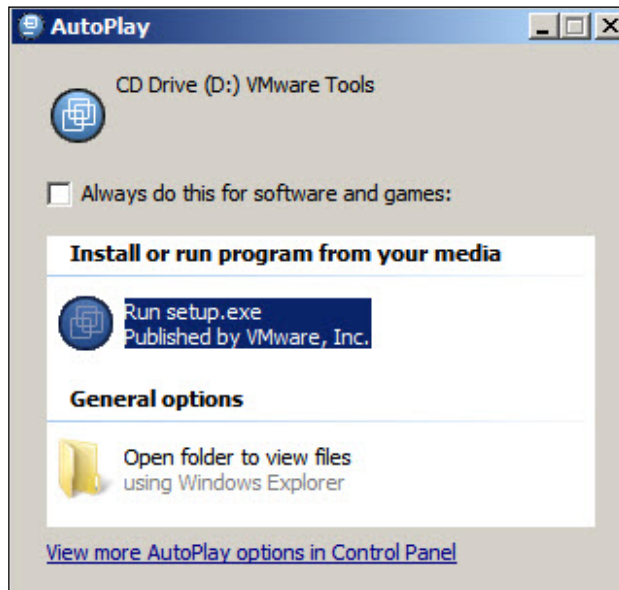 AutoPlay
CD Drive (D:) VMware Tools
Always do this for software and games:
Install or run program from your media
Run setup.exe
Published by VMware, Inc.
General options
Open folder to view files
using Windows Explorer
View more AutoPlay options in Control Panel